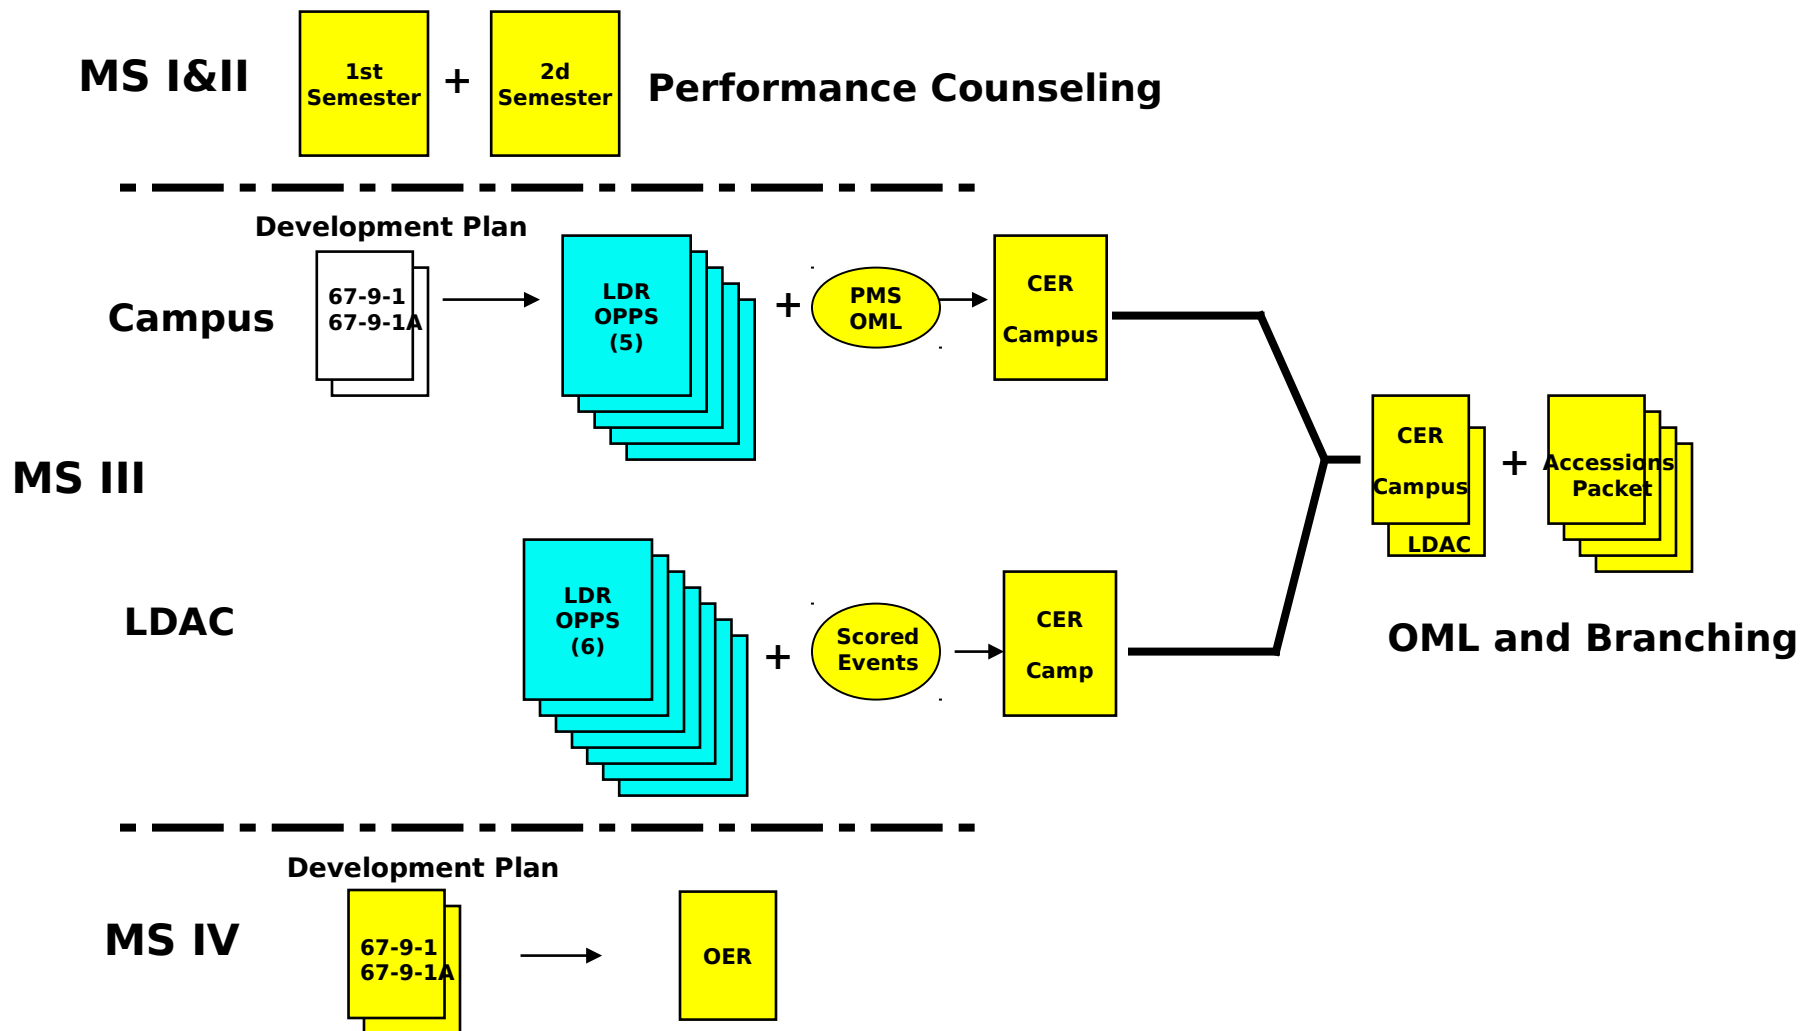 MS I&II
1st
Semester
+
2d
Semester
Performance Counseling
Development Plan
Campus
67-9-1
67-9-1A
LDR
OPPS
(5)
+
PMS
OML
CER
Campus
MS III
CER
Campus
LDAC
+
Accessions
Packet
OML and Branching
LDAC
LDR
OPPS
(6)
+
Scored
Events
CER
Camp
Development Plan
MS IV
67-9-1
67-9-1A
OER